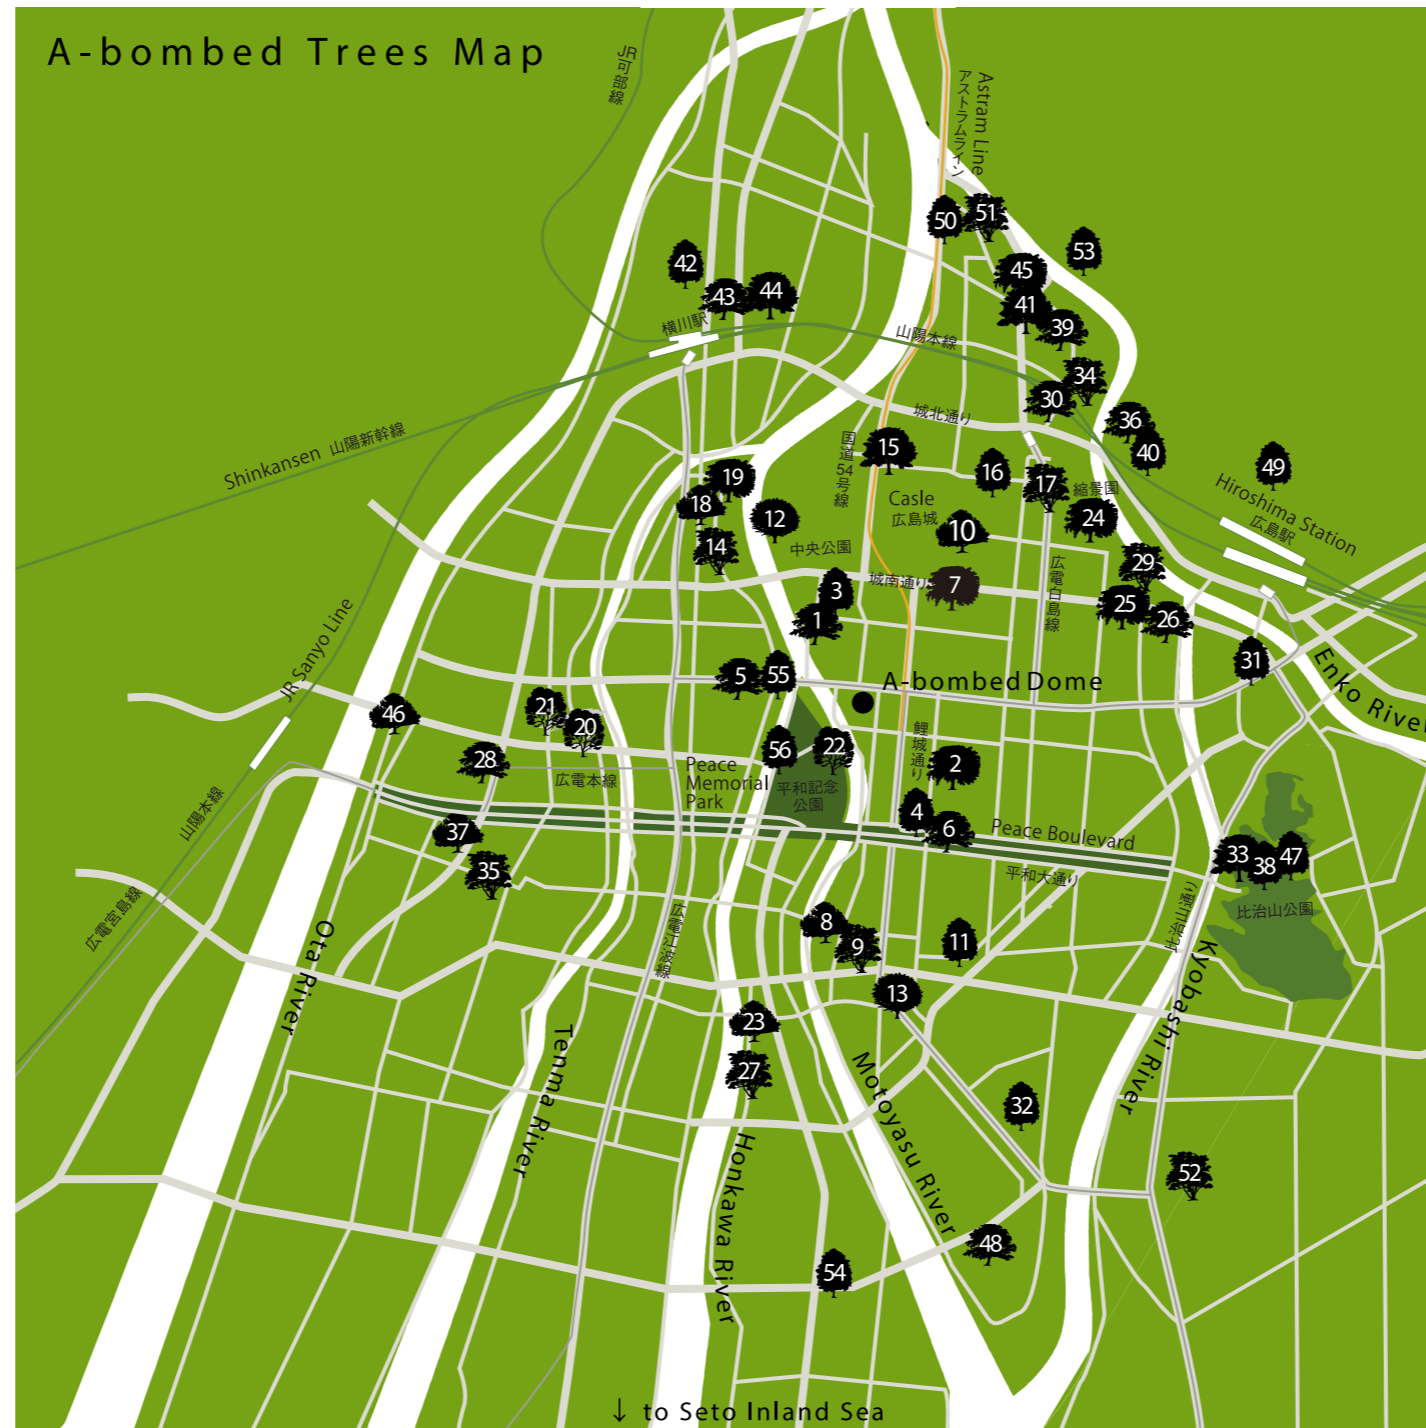 A-bombed Trees Map
JR可部線
Astram Line
アストラムライン
50
51
53
42
45
43
44
41
39
横川駅
山陽本線
34
30
城北通り
36
Shinkansen 山陽新幹線
国道54号線
15
40
49
19
16
17
縮景園
Hiroshima Station
広島駅
18
Casle
広島城
12
24
10
14
中央公園
29
3
城南通り
7
広電白島線
25
26
1
JR Sanyo Line
31
5
55
A-bombed Dome
Enko River
46
21
20
56
22
鯉城通り
28
広電本線
Peace
Memorial
Park
平和記念
公園
2
山陽本線
4
6
Peace Boulevard
37
33
38
47
35
平和大通り
広電宮島線
比治山通り
比治山公園
8
9
11
広電江波線
Ota River
13
Kyobashi River
23
Tenma River
27
Motoyasu River
32
Honkawa River
52
48
54
↓ to Seto Inland Sea